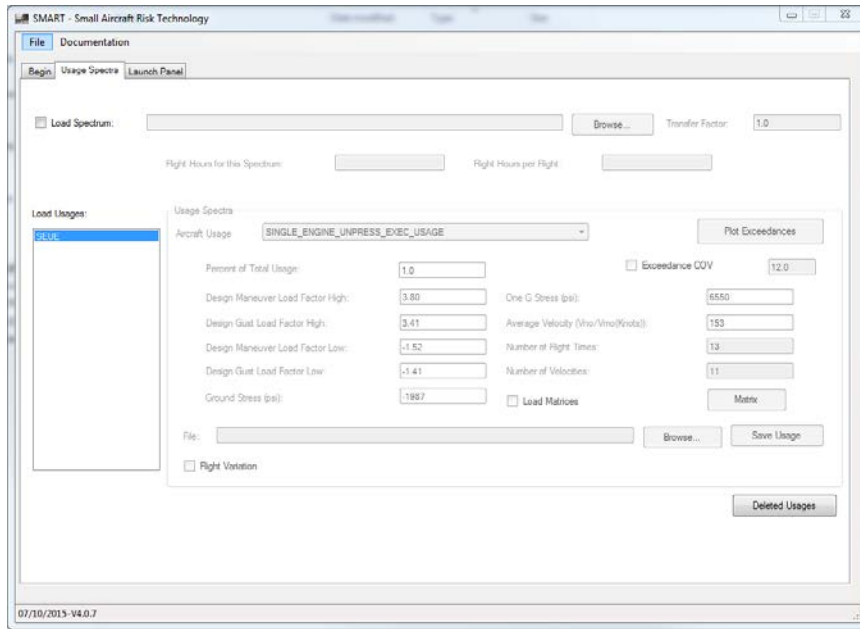 SMART - Small Aircraft Risk Technology
Date modified Type Size
File Documentation
Begin Usage Spectra Launch Panel
Load Spectrum: Browse... Transfer Factor: 1.0
Flight Hours for this Spectrum: Flight Hours per Flight:
Load Usages: Usage Spectra
SEUE
Aircraft Usage SINGLE_ENGINE_UNPRESS_EXEC_USAGE Plot Exceedances
Percent of Total Usage: 1.0 Exceedance COV 12.0
Design Maneuver Load Factor High: 3.80 One G Stress (psi): 6550
Design Gust Load Factor High: 3.41 Average Velocity (Vno/Vmo(Knots)): 153
Design Maneuver Load Factor Low: -1.52 Number of Flight Times: 13
Design Gust Load Factor Low: -1.41 Number of Velocities: 11
Ground Stress (psi): -1987 Load Matrices Matrix
File: Browse... Save Usage
Flight Variation
Deleted Usages
07/10/2015-V4.0.7